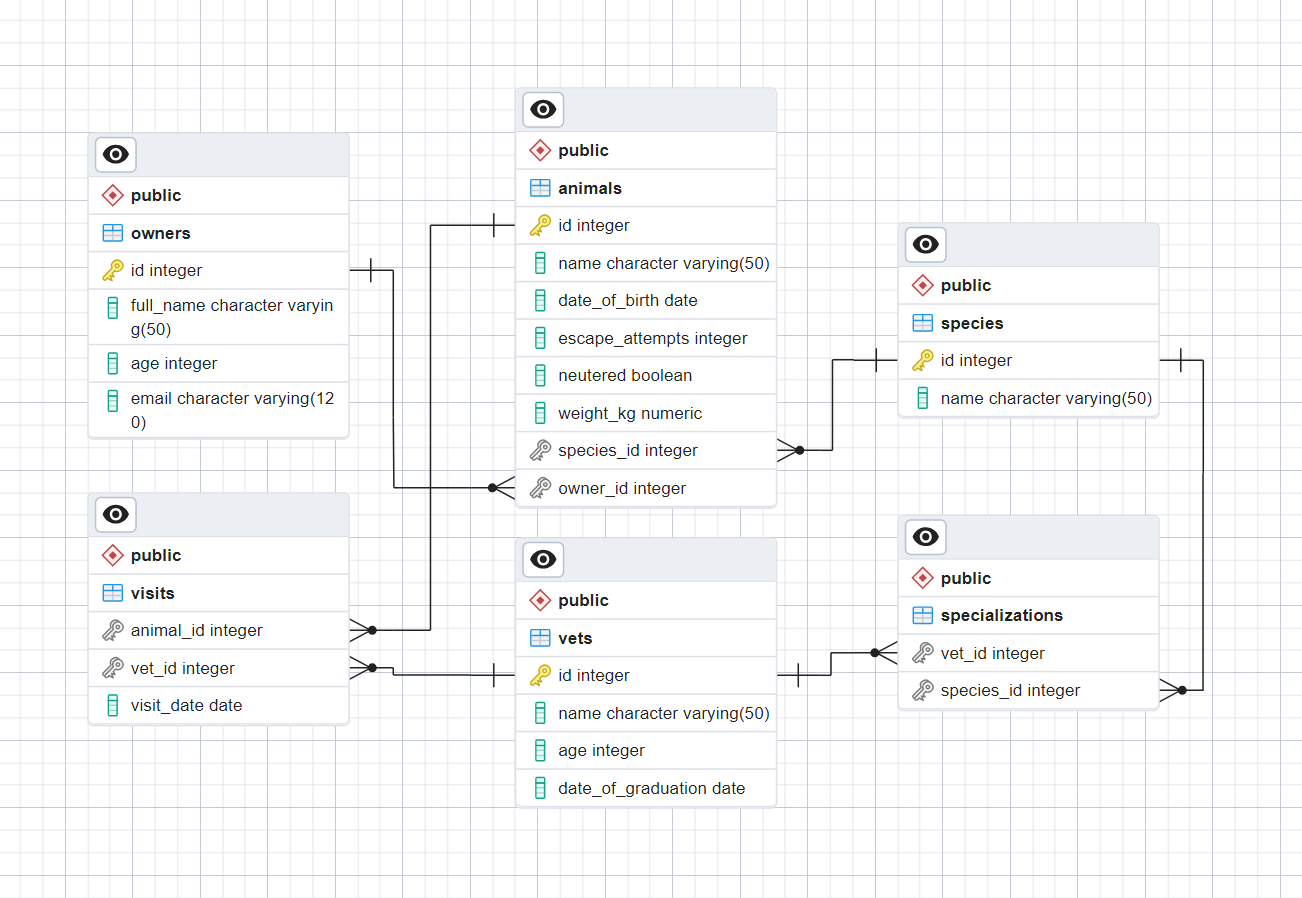 public
owners
id integer
full_name character varyin
g(50)
age integer
email character varying(12
0)
public
visits
animal_id integer
vet_id integer
visit_date date
public
animals
id integer
name character varying(50)
date_of_birth date
escape_attempts integer
neutered boolean
weight_kg numeric
species_id integer
owner_id integer
public
vets
id integer
name character varying(50)
age integer
date_of_graduation date
public
species
id integer
name character varying(50)
public
specializations
vet_id integer
species_id integer